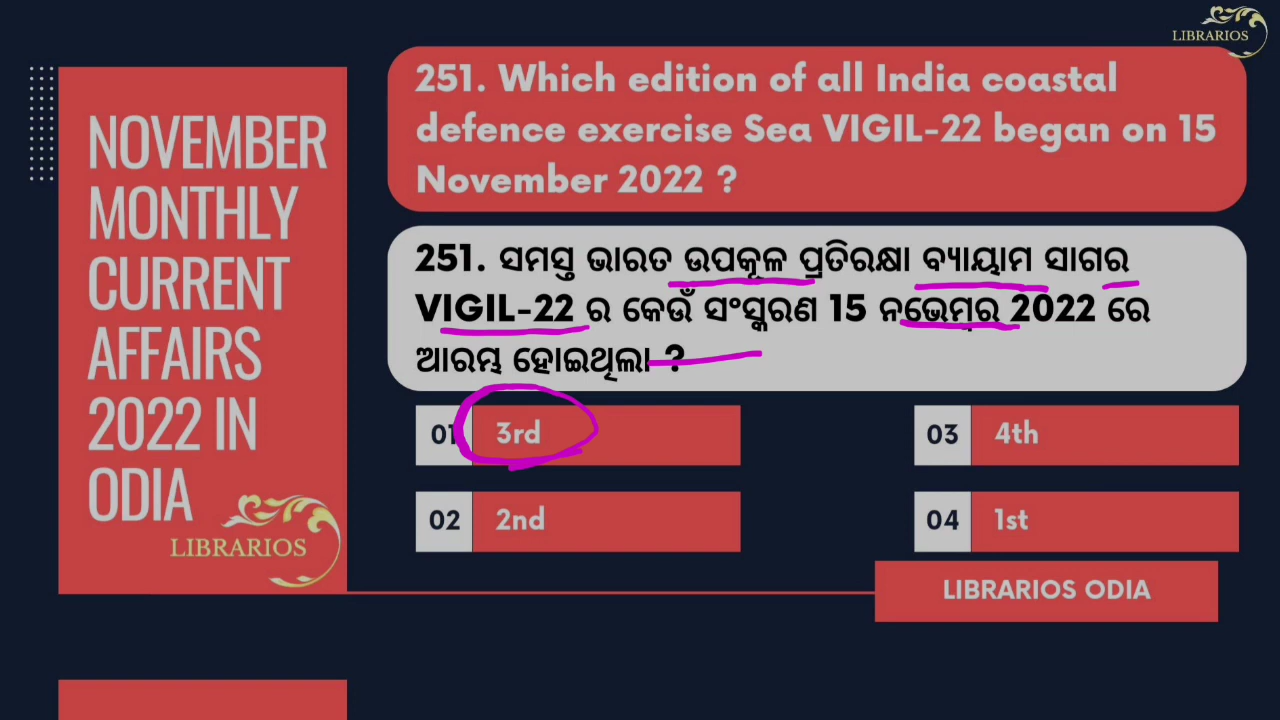 LIBRARIOS
NOVEMBER
MONTHLY
CURRENT
AFFAIRS
2022 IN
ODIA
LIBRARIOS
251. Which edition of all India coastal
defence exercise Sea VIGIL-22 began on 15
November 2022 ?
251. ସମସ୍ତ ଭାରତ ଉପକୂଳ ପ୍ରତିରକ୍ଷା ବ୍ୟାୟାମ ସାଗର
VIGIL-22 ର କେଉଁ ସଂସ୍କରଣ 15 ନଭେମ୍ବର 2022 ରେ
ଆରମ୍ଭ ହୋଇଥିଲା ?
01 3rd
02 2nd
03 4th
04 1st
LIBRARIOS ODIA